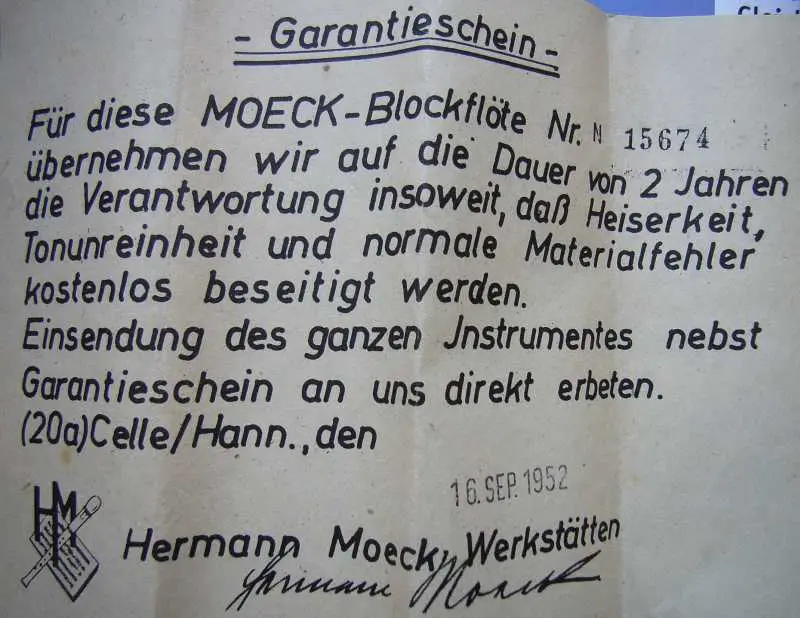 - Garantieschein -
Für diese MOECK-Blockflöte Nr. N 15674
übernehmen wir auf die Dauer von 2 Jahren
die Verantwortung insoweit, daß Heiserkeit,
Tonunreinheit und normale Materialfehler
kostenlos beseitigt werden.
Einsendung des ganzen Jnstrumentes nebst
Garantieschein an uns direkt erbeten.
(20a)Celle/Hann., den
16. SEP. 1952
HM
Hermann Moeck, Werkstätten
Hermann Moeck